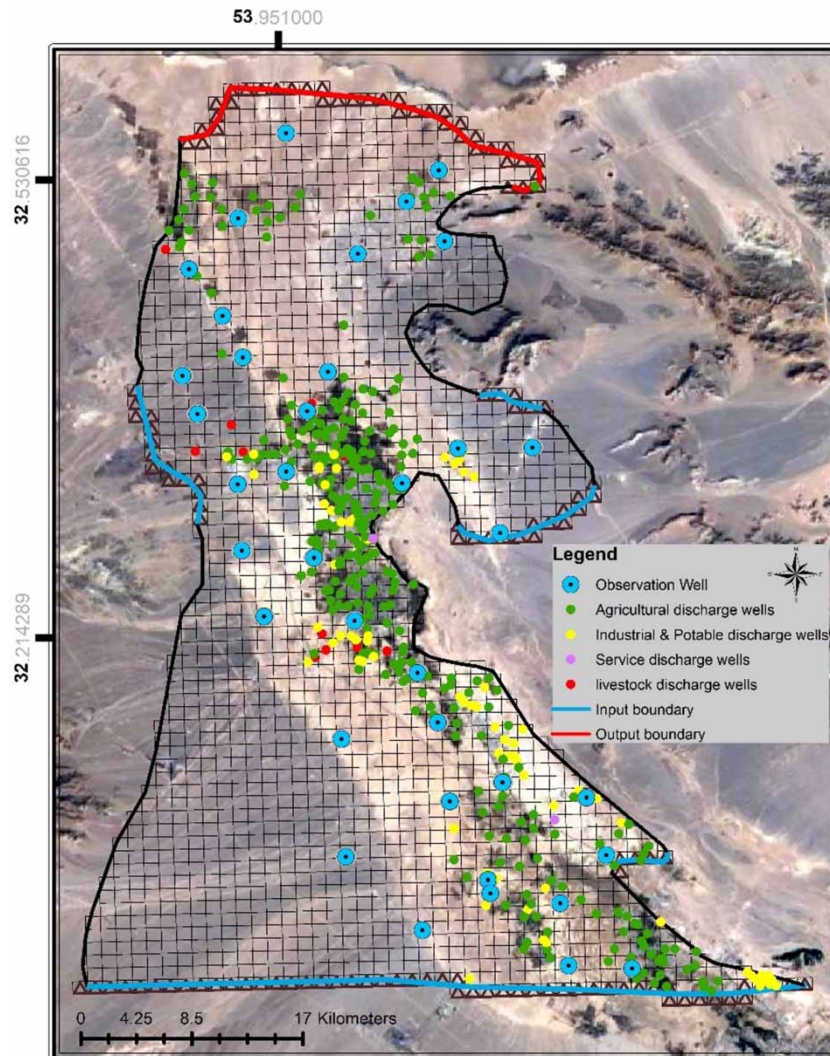 53.951000
32.530616
32.214289
Legend
N
Observation Well
Agricultural discharge wells
Industrial & Potable discharge wells
Service discharge wells
livestock discharge wells
Input boundary
Output boundary
0 4.25 8.5 17 Kilometers